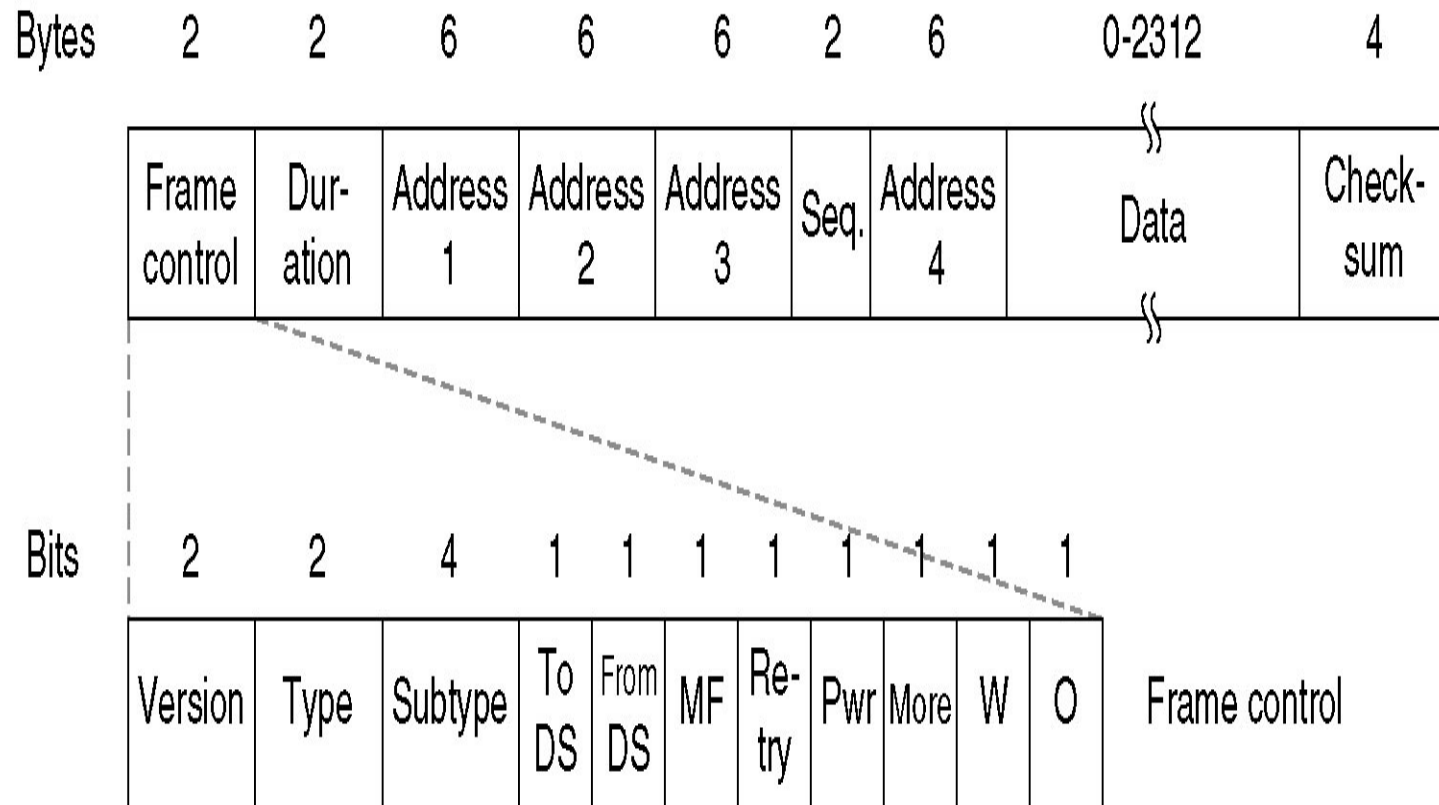 Bytes 2 2 6 6 6 2 6 0-2312 4
Frame control Dur-ation Address 1 Address 2 Address 3 Seq. Address 4 Data Check-sum
Bits 2 2 4 1 1 1 1 1 1 1 1
Version Type Subtype To DS From DS MF Re-try Pwr More W O Frame control